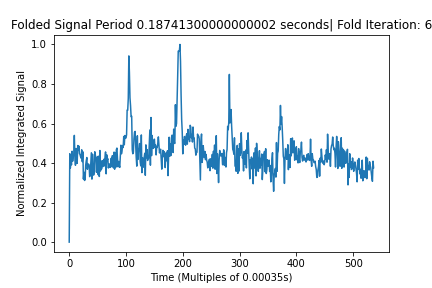 Folded Signal Period 0.18741300000000002 seconds| Fold Iteration: 6
Normalized Integrated Signal
1.0
0.8
0.6
0.4
0.2
0.0
0 100 200 300 400 500
Time (Multiples of 0.00035s)